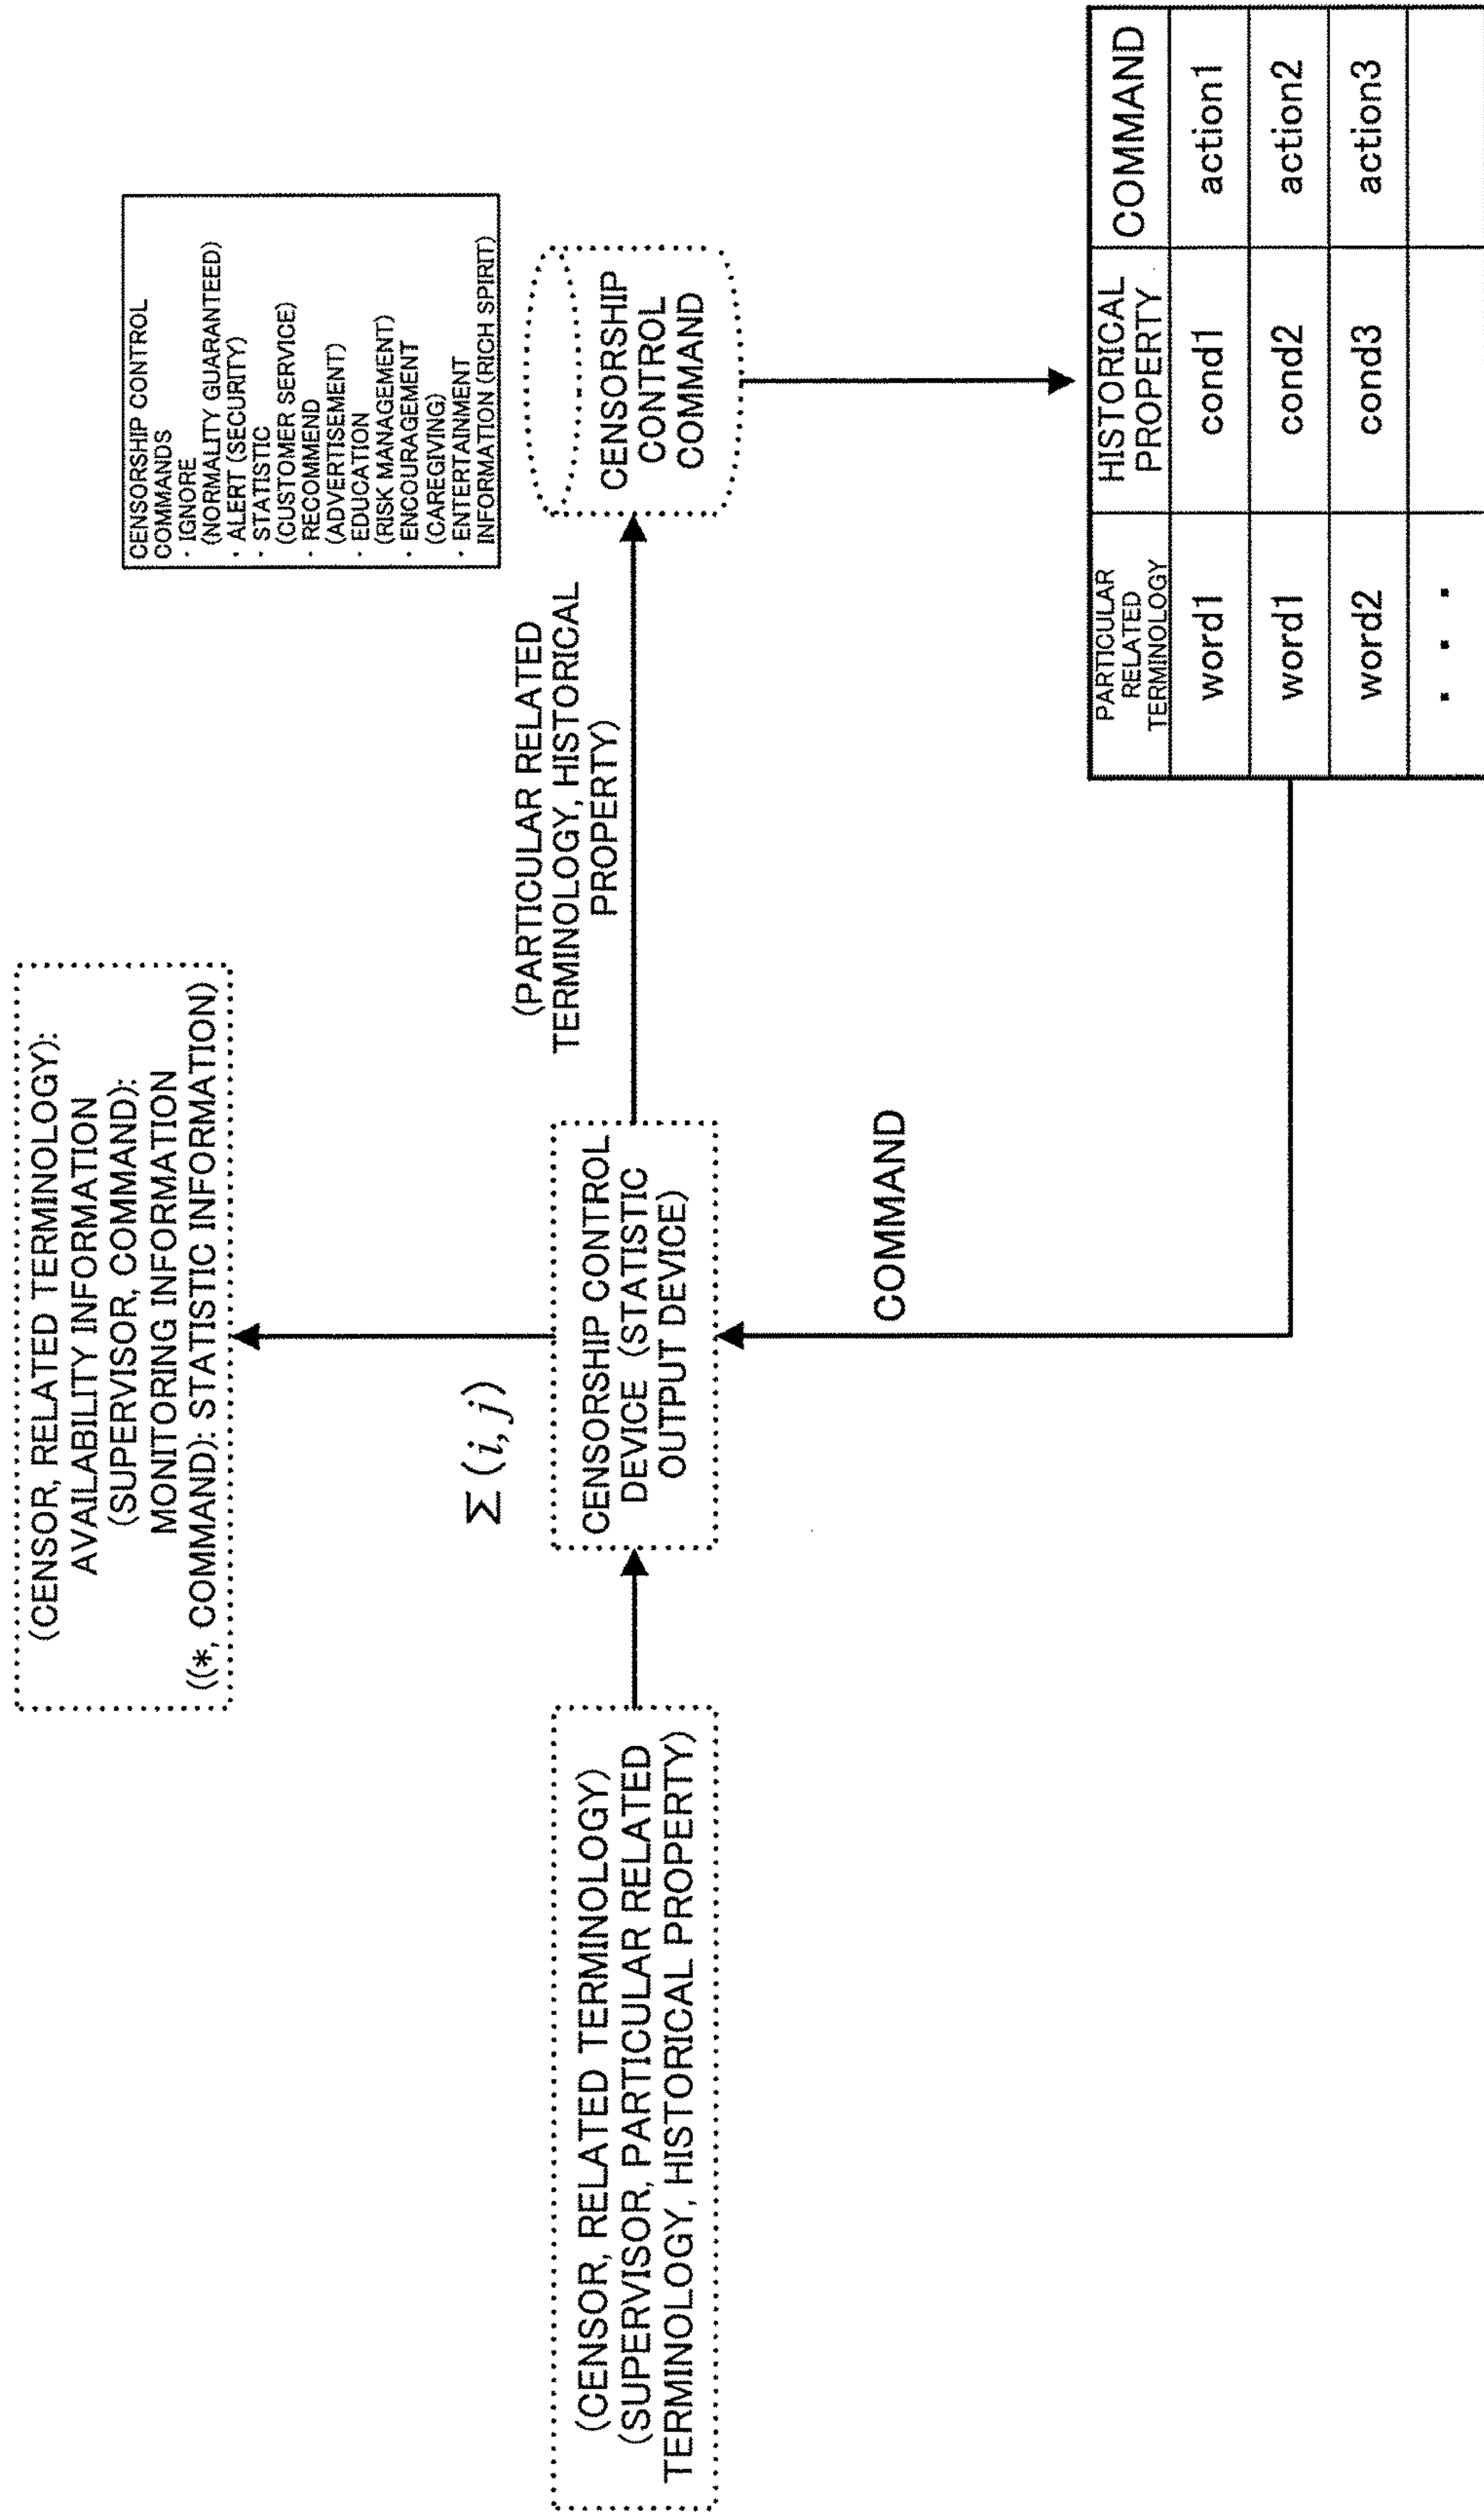 (CENSOR, RELATED TERMINOLOGY):
AVAILABILITY INFORMATION
(SUPERVISOR, COMMAND):
MONITORING INFORMATION
((*, COMMAND): STATISTIC INFORMATION)
CENSORSHIP CONTROL
COMMANDS
· IGNORE
(NORMALITY GUARANTEED)
· ALERT (SECURITY)
· STATISTIC
(CUSTOMER SERVICE)
· RECOMMEND
(ADVERTISEMENT)
· EDUCATION
(RISK MANAGEMENT)
· ENCOURAGEMENT
(CAREGIVING)
· ENTERTAINMENT
INFORMATION (RICH SPIRIT)
Σ (i, j)
(CENSOR, RELATED TERMINOLOGY)
(SUPERVISOR, PARTICULAR RELATED
TERMINOLOGY, HISTORICAL PROPERTY)
CENSORSHIP CONTROL
DEVICE (STATISTIC
OUTPUT DEVICE)
(PARTICULAR RELATED
TERMINOLOGY, HISTORICAL
PROPERTY)
CENSORSHIP
CONTROL
COMMAND
COMMAND
PARTICULAR
RELATED
TERMINOLOGY
HISTORICAL
PROPERTY
COMMAND
word1 cond1 action1
word1 cond2 action2
word2 cond3 action3
. . .